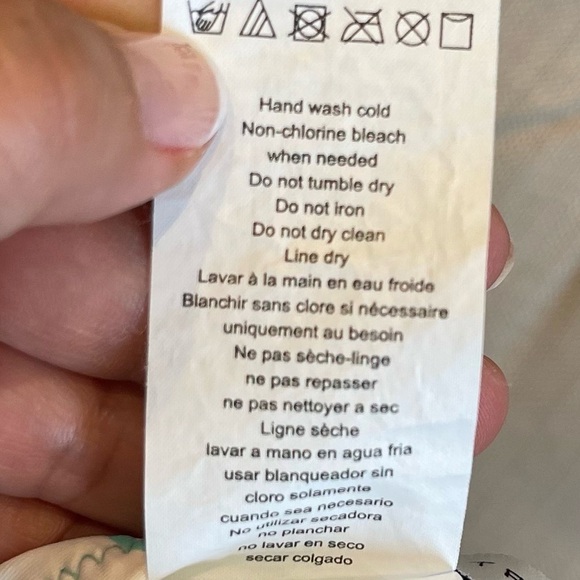 Hand wash cold
Non-chlorine bleach
when needed
Do not tumble dry
Do not iron
Do not dry clean
Line dry
Lavar à la main en eau froide
Blanchir sans clore si nécessaire
uniquement au besoin
Ne pas sèche-linge
ne pas repasser
ne pas nettoyer a sec
Ligne sèche
lavar a mano en agua fria
usar blanqueador sin
cloro solamente
cuando sea necesario
No utilizar secadora
no planchar
no lavar en seco
secar colgado